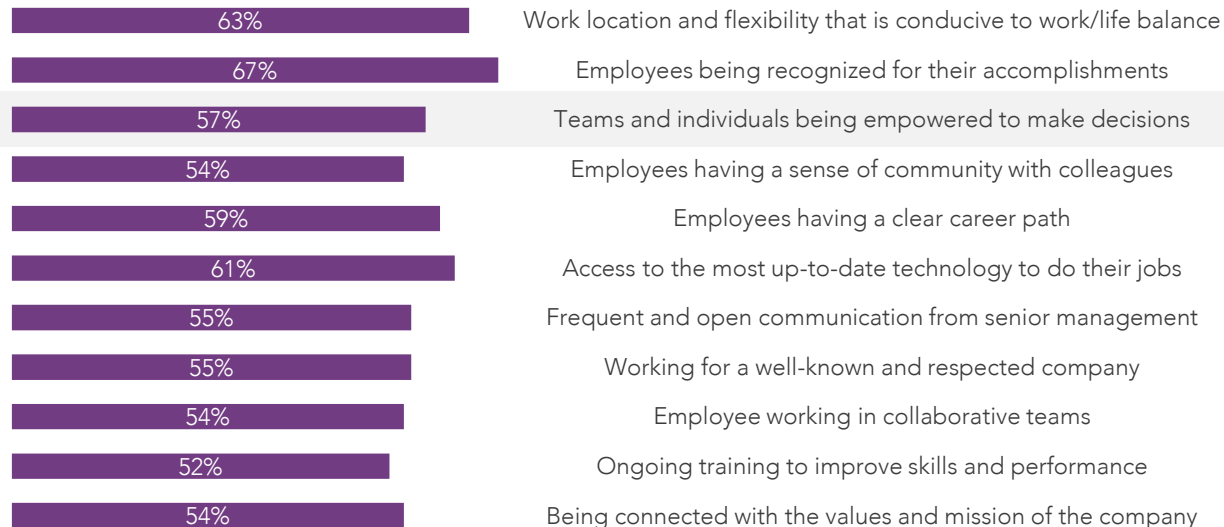 63% Work location and flexibility that is conducive to work/life balance
67% Employees being recognized for their accomplishments
57% Teams and individuals being empowered to make decisions
54% Employees having a sense of community with colleagues
59% Employees having a clear career path
61% Access to the most up-to-date technology to do their jobs
55% Frequent and open communication from senior management
55% Working for a well-known and respected company
54% Employee working in collaborative teams
52% Ongoing training to improve skills and performance
54% Being connected with the values and mission of the company